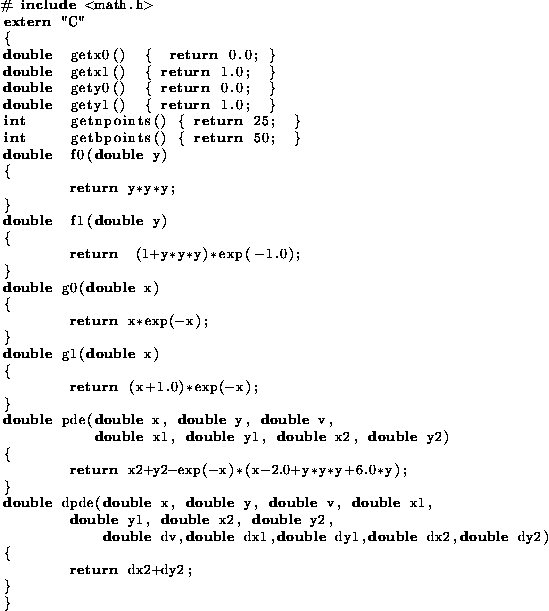 # include <math.h>
extern "C"
{
double getx0() { return 0.0; }
double getx1() { return 1.0; }
double gety0() { return 0.0; }
double gety1() { return 1.0; }
int getnpoints() { return 25; }
int getbpoints() { return 50; }
double f0(double y)
{
return y*y*y;
}
double f1(double y)
{
return (1+y*y*y)*exp(-1.0);
}
double g0(double x)
{
return x*exp(-x);
}
double g1(double x)
{
return (x+1.0)*exp(-x);
}
double pde(double x, double y, double v,
double x1, double y1, double x2, double y2)
{
return x2+y2-exp(-x)*(x-2.0+y*y*y+6.0*y);
}
double dpde(double x, double y, double v, double x1,
double y1, double x2, double y2,
double dv,double dx1,double dy1,double dx2,double dy2)
{
return dx2+dy2;
}
}